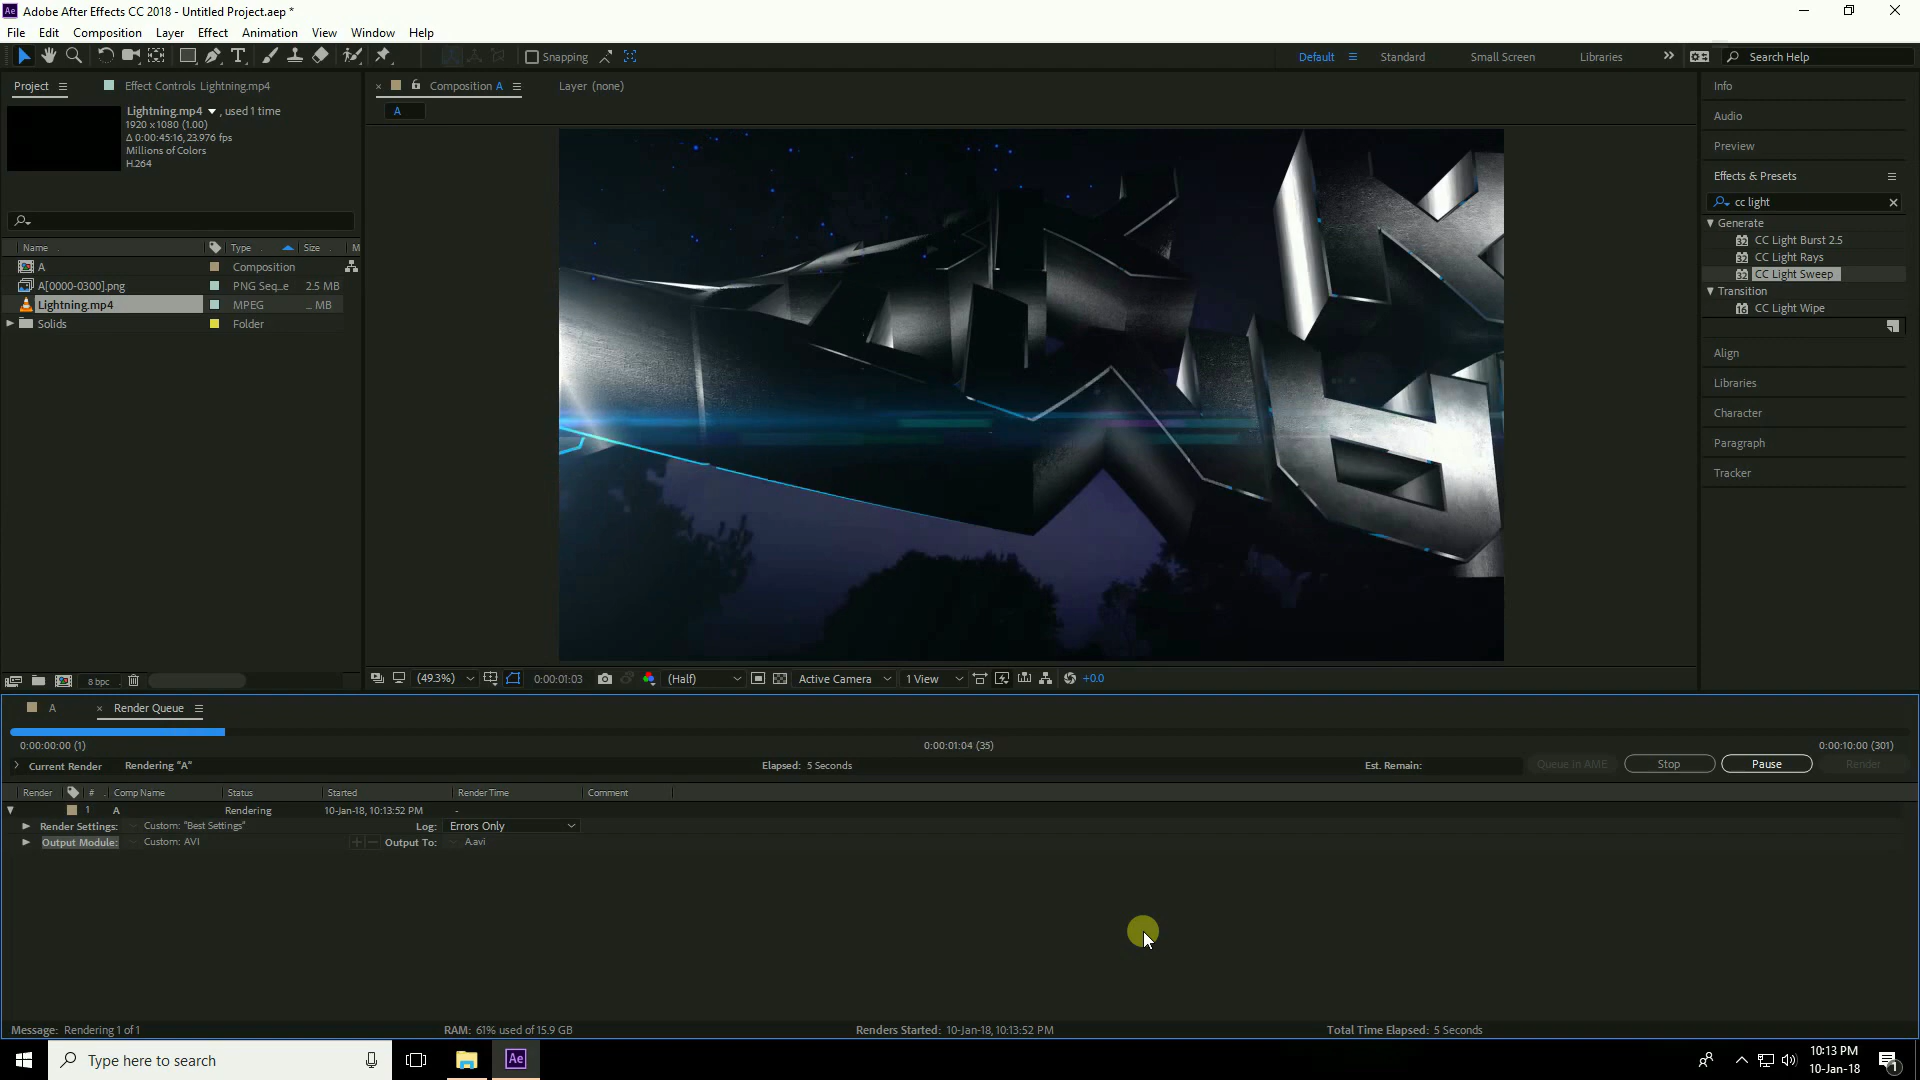 Adobe After Effects CC 2018 - Untitled Project.aep *
File Edit Composition Layer Effect Animation View Window Help
Snapping
Default
Standard
Small Screen
Libraries
Search Help
Project
Effect Controls Lightning.mp4
Composition A
Layer (none)
Lightning.mp4 , used 1 time
1920 x 1080 (1.00)
Δ 0:00:45:16, 23.976 fps
Millions of Colors
H.264
A
Name Type Size M
A Composition
A[0000-0300].png PNG Seq...e 2.5 MB
Lightning.mp4 MPEG ... MB
Solids Folder
8 bpc
(49.3%) 0:00:01:03 (Half) Active Camera 1 View +0.0
Info
Audio
Preview
Effects & Presets
cc light
Generate
CC Light Burst 2.5
CC Light Rays
CC Light Sweep
Transition
CC Light Wipe
Align
Libraries
Character
Paragraph
Tracker
A
Render Queue
0:00:00:00 (1) 0:00:01:04 (35) 0:00:10:00 (301)
Current Render Rendering "A" Elapsed: 5 Seconds Est. Remain: Queue in AME Stop Pause Render
Render # Comp Name Status Started Render Time Comment
1 A Rendering 10-Jan-18, 10:13:52 PM -
Render Settings: Custom: "Best Settings" Log: Errors Only
Output Module: Custom: AVI Output To: A.avi
Message: Rendering 1 of 1 RAM: 61% used of 15.9 GB Renders Started: 10-Jan-18, 10:13:52 PM Total Time Elapsed: 5 Seconds
Type here to search
Ae
10:13 PM
10-Jan-18
1